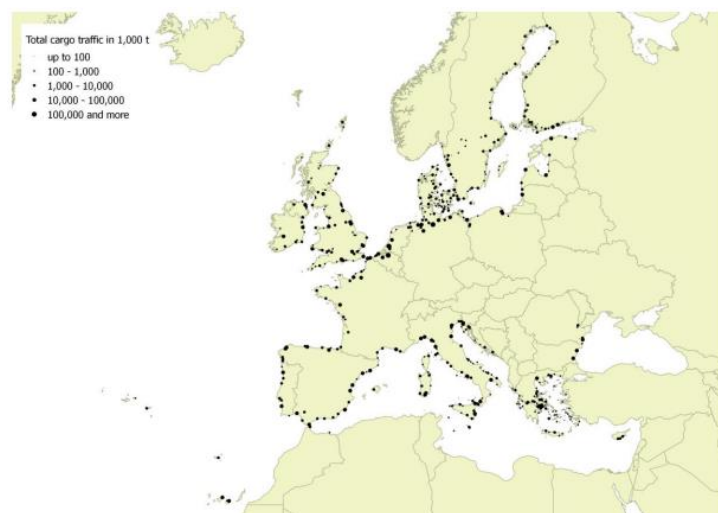 Total cargo traffic in 1,000 t
up to 100
100 - 1,000
1,000 - 10,000
10,000 - 100,000
100,000 and more